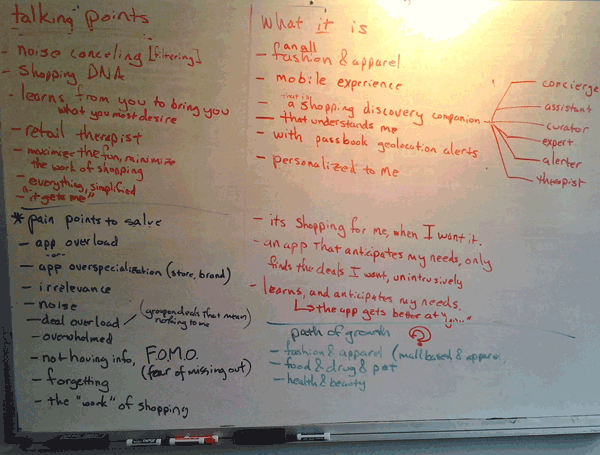 talking points
- noise canceling [filtering]
- Shopping DNA
- learns from you to bring you
what you most desire
- retail therapist
- maximize the fun, minimize
the work of shopping
- everything, simplified
- "it gets me"
* pain points to solve
- app overload
- or -
- app overspecialization (store, brand)
- irrelevance
- noise
- deal overload (groupon deals that mean
nothing to me)
- overwhelmed
- not having info, F.O.M.O.
(fear of missing out)
- forgetting
- the "work" of shopping
What it is
an all
- fashion & apparel
- mobile experience
that is
- a shopping discovery companion
- that understands me
- with passbook geolocation alerts
- personalized to me
concierge
assistant
curator
expert
alerter
therapist
- its shopping for me, when I want it.
- an app that anticipates my needs, only
finds the deals I want, unintrusively
- learns, and anticipates my needs.
the app gets better at
path of growth
- fashion & apparel (mall based & apparel
- food & drug & pet
- health & beauty